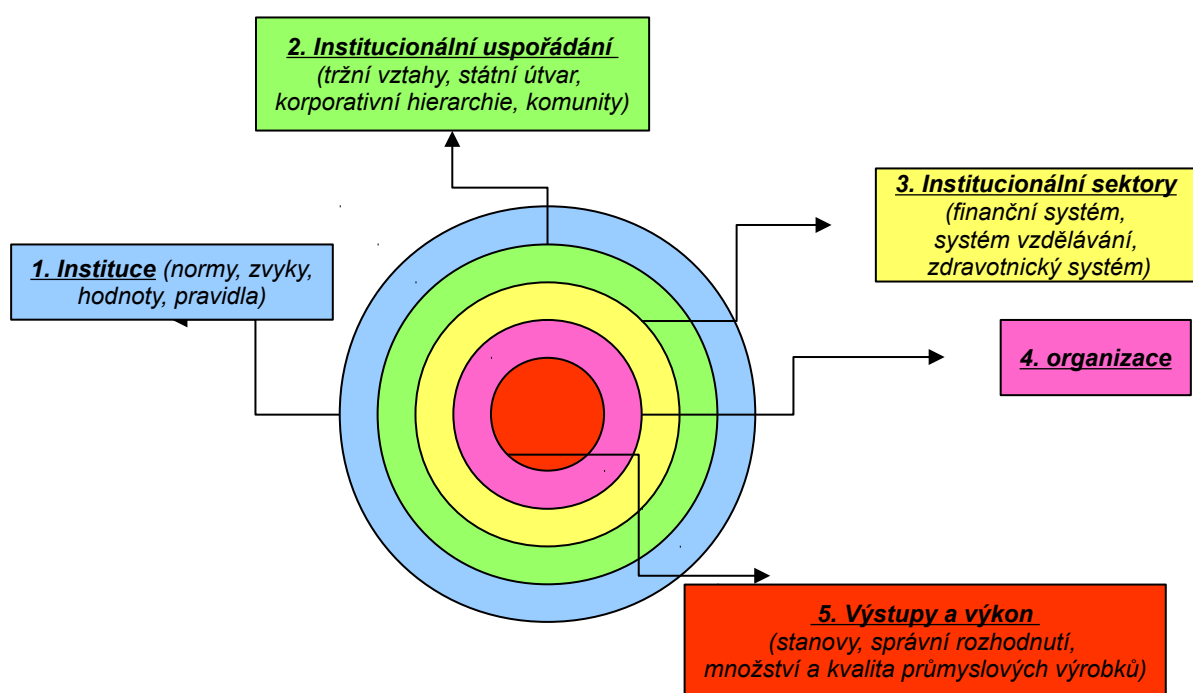 2. Institucionální uspořádání
(tržní vztahy, státní útvar,
korporativní hierarchie, komunity)
3. Institucionální sektory
(finanční systém,
systém vzdělávání,
zdravotnický systém)
1. Instituce (normy, zvyky,
hodnoty, pravidla)
4. organizace
5. Výstupy a výkon
(stanovy, správní rozhodnutí,
množství a kvalita průmyslových výrobků)